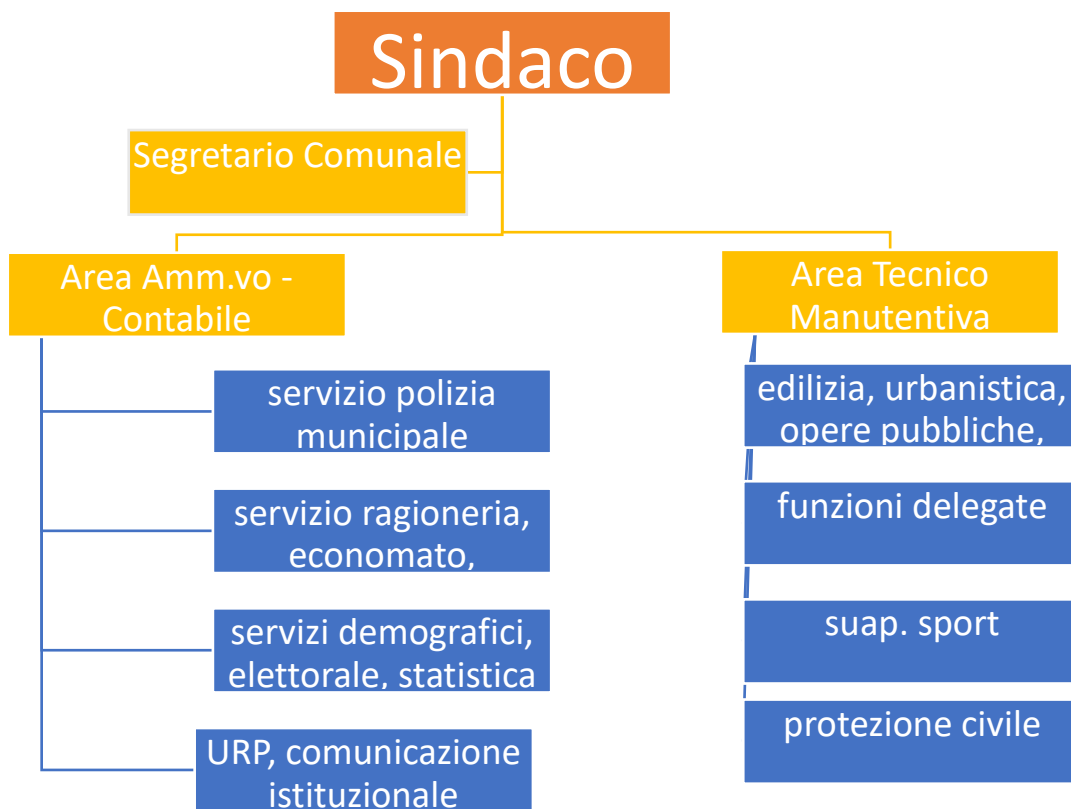 Sindaco
Segretario Comunale
Area Amm.vo -
Contabile
servizio polizia
municipale
servizio ragioneria,
economato,
servizi demografici,
elettorale, statistica
URP, comunicazione
istituzionale
Area Tecnico
Manutentiva
edilizia, urbanistica,
opere pubbliche,
funzioni delegate
suap. sport
protezione civile